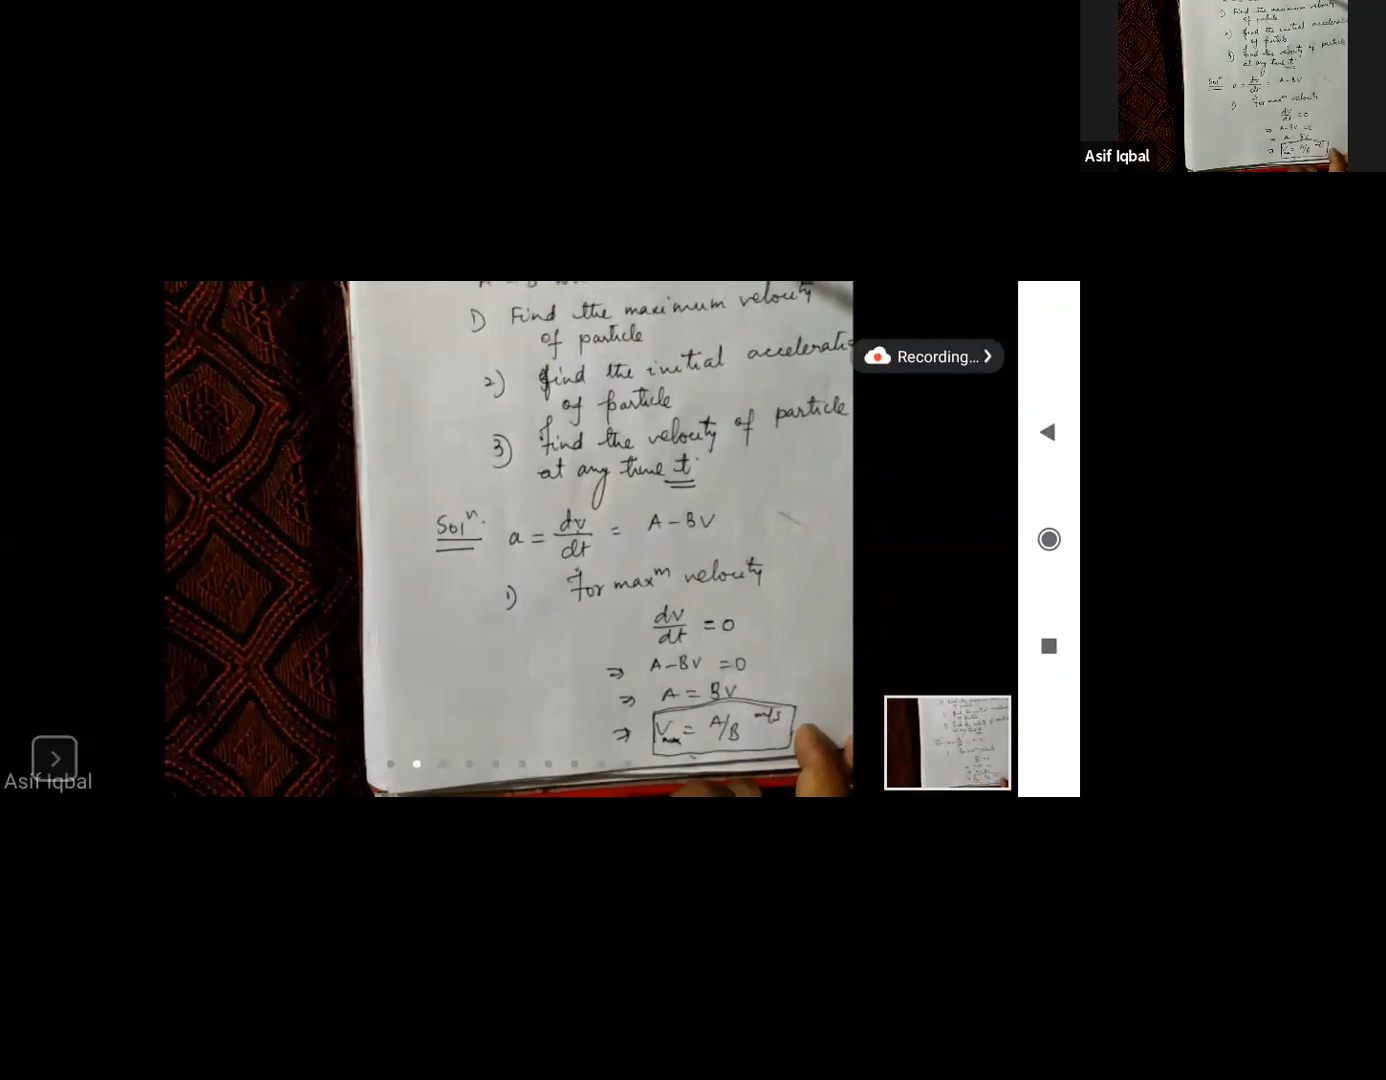 Asif Iqbal
1) Find the maximum velocity
of particle
2) find the initial accelerati
of particle
3) find the velocity of particle
at any time t
Solⁿ. a = dv/dt = A - BV
1) For maxᵐ velocity
dv/dt = 0
⇒ A - BV = 0
⇒ A = BV
⇒ Vmax = A/B m/s
Recording...
Asif Iqbal